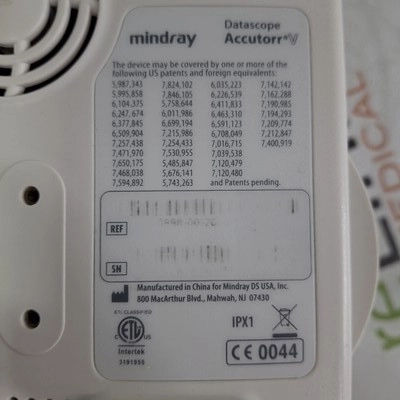 mindray
Datascope
Accutorr V
The device may be covered by one or more of the
following US patents and foreign equivalents:
5,987,343 7,824,102 6,035,223 7,142,142
5,995,858 7,846,105 6,226,539 7,162,288
6,104,375 5,758,644 6,411,833 7,190,985
6,247,674 6,011,986 6,463,310 7,194,293
6,377,845 6,699,194 6,591,123 7,209,774
6,509,904 7,215,986 6,708,049 7,212,847
7,257,438 7,254,433 7,016,715 7,400,919
7,471,970 7,530,955 7,039,538
7,650,175 5,485,847 7,120,479
7,468,038 5,676,141 7,120,480
7,594,892 5,743,263 and Patents pending.
REF
SN
Manufactured in China for Mindray DS USA, Inc.
800 MacArthur Blvd., Mahwah, NJ 07430
ETL CLASSIFIED
ETL
Intertek
3191955
IPX1
CE 0044